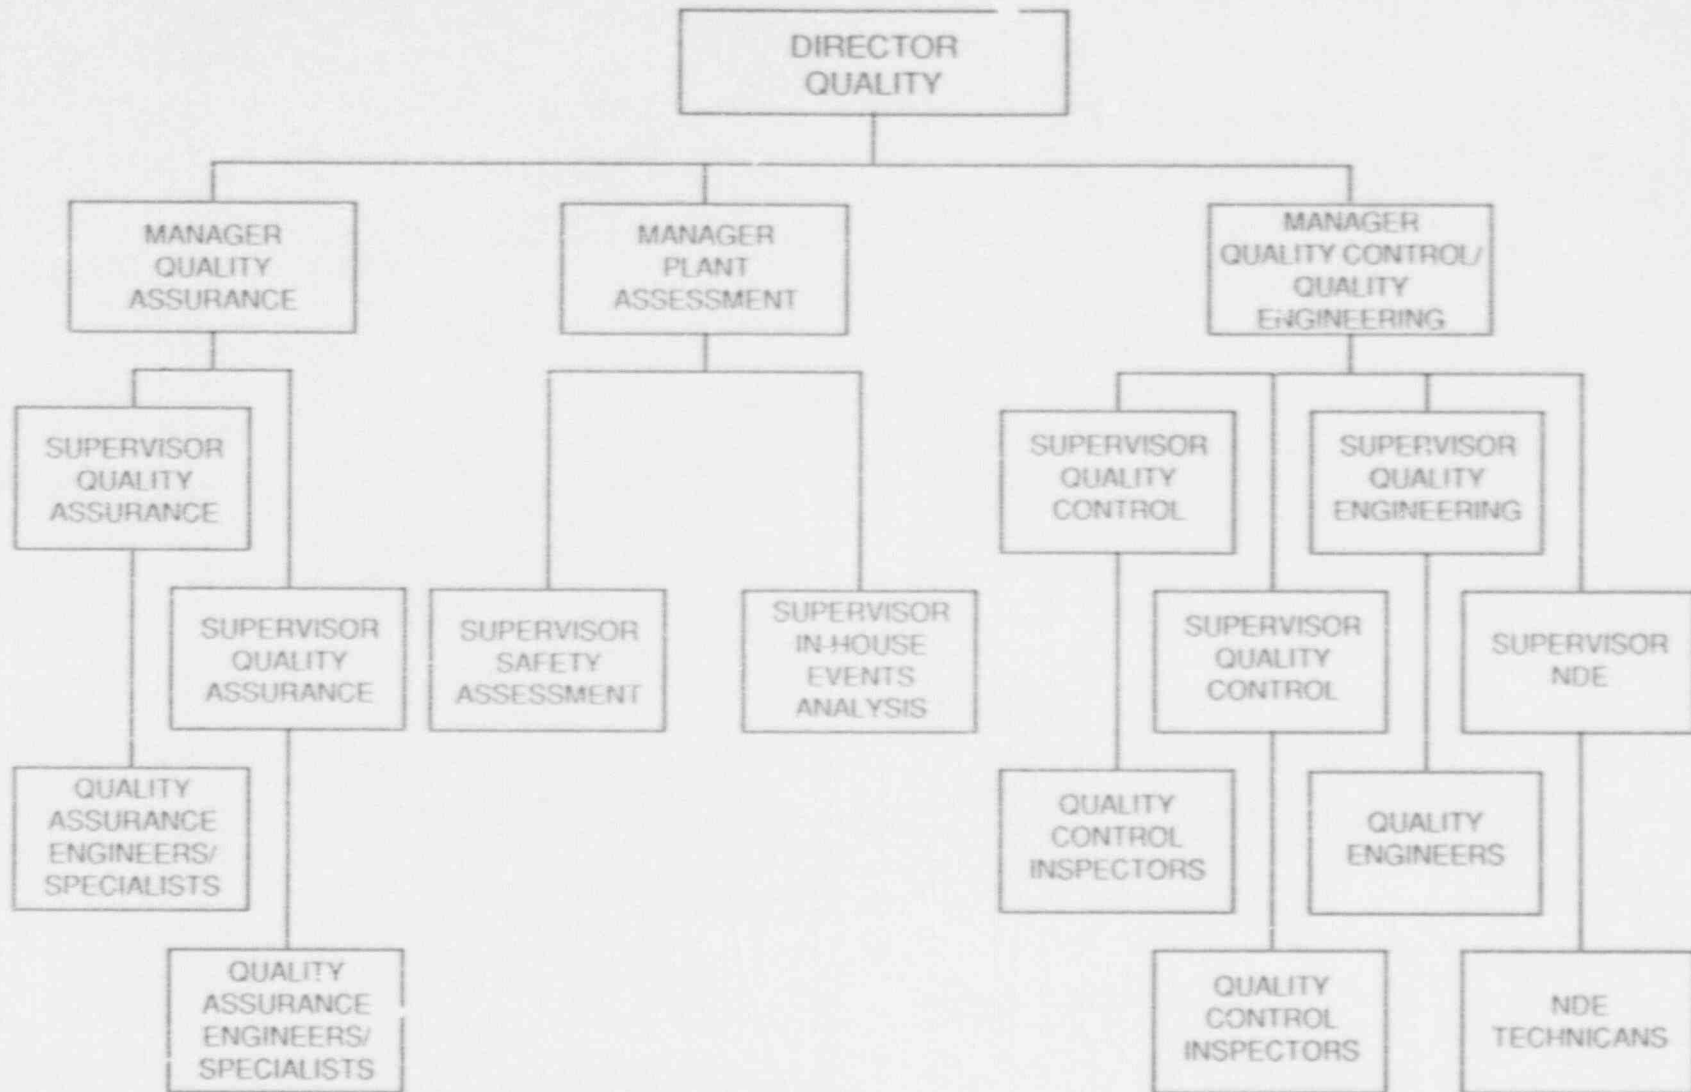 DIRECTOR
QUALITY
MANAGER
QUALITY
ASSURANCE
MANAGER
PLANT
ASSESSMENT
MANAGER
QUALITY CONTROL/
QUALITY
ENGINEERING
SUPERVISOR
QUALITY
ASSURANCE
SUPERVISOR
QUALITY
CONTROL
SUPERVISOR
QUALITY
ENGINEERING
SUPERVISOR
QUALITY
ASSURANCE
SUPERVISOR
SAFETY
ASSESSMENT
SUPERVISOR
IN-HOUSE
EVENTS
ANALYSIS
SUPERVISOR
QUALITY
CONTROL
SUPERVISOR
NDE
QUALITY
ASSURANCE
ENGINEERS/
SPECIALISTS
QUALITY
CONTROL
INSPECTORS
QUALITY
ENGINEERS
QUALITY
ASSURANCE
ENGINEERS/
SPECIALISTS
QUALITY
CONTROL
INSPECTORS
NDE
TECHNICANS